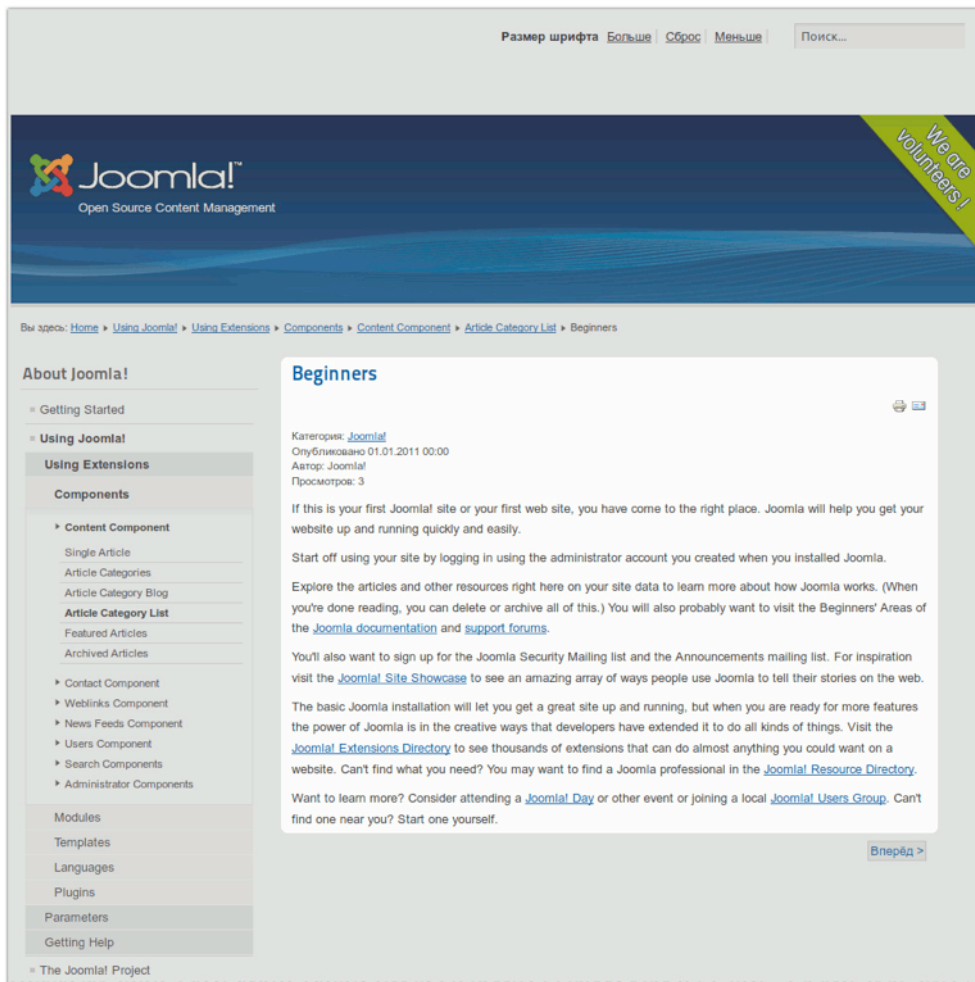 Размер шрифта Больше Сброс Меньше Поиск...
We are
volunteers!
Joomla!™
Open Source Content Management
Вы здесь: Home ▸ Using Joomla! ▸ Using Extensions ▸ Components ▸ Content Component ▸ Article Category List ▸ Beginners
About Joomla!
Getting Started
Using Joomla!
Using Extensions
Components
Content Component
Single Article
Article Categories
Article Category Blog
Article Category List
Featured Articles
Archived Articles
Contact Component
Weblinks Component
News Feeds Component
Users Component
Search Components
Administrator Components
Modules
Templates
Languages
Plugins
Parameters
Getting Help
The Joomla! Project
Beginners
Категория: Joomla!
Опубликовано 01.01.2011 00:00
Автор: Joomla!
Просмотров: 3
If this is your first Joomla! site or your first web site, you have come to the right place. Joomla will help you get your
website up and running quickly and easily.
Start off using your site by logging in using the administrator account you created when you installed Joomla.
Explore the articles and other resources right here on your site data to learn more about how Joomla works. (When
you're done reading, you can delete or archive all of this.) You will also probably want to visit the Beginners' Areas of
the Joomla documentation and support forums.
You'll also want to sign up for the Joomla Security Mailing list and the Announcements mailing list. For inspiration
visit the Joomla! Site Showcase to see an amazing array of ways people use Joomla to tell their stories on the web.
The basic Joomla installation will let you get a great site up and running, but when you are ready for more features
the power of Joomla is in the creative ways that developers have extended it to do all kinds of things. Visit the
Joomla! Extensions Directory to see thousands of extensions that can do almost anything you could want on a
website. Can't find what you need? You may want to find a Joomla professional in the Joomla! Resource Directory.
Want to learn more? Consider attending a Joomla! Day or other event or joining a local Joomla! Users Group. Can't
find one near you? Start one yourself.
Вперёд >